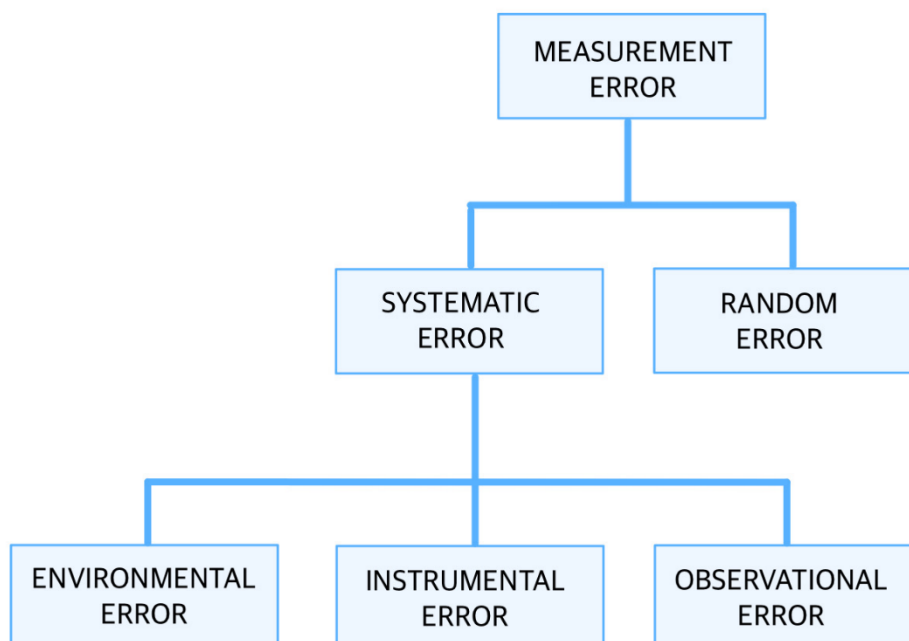 MEASUREMENT
ERROR
SYSTEMATIC
ERROR
RANDOM
ERROR
ENVIRONMENTAL
ERROR
INSTRUMENTAL
ERROR
OBSERVATIONAL
ERROR